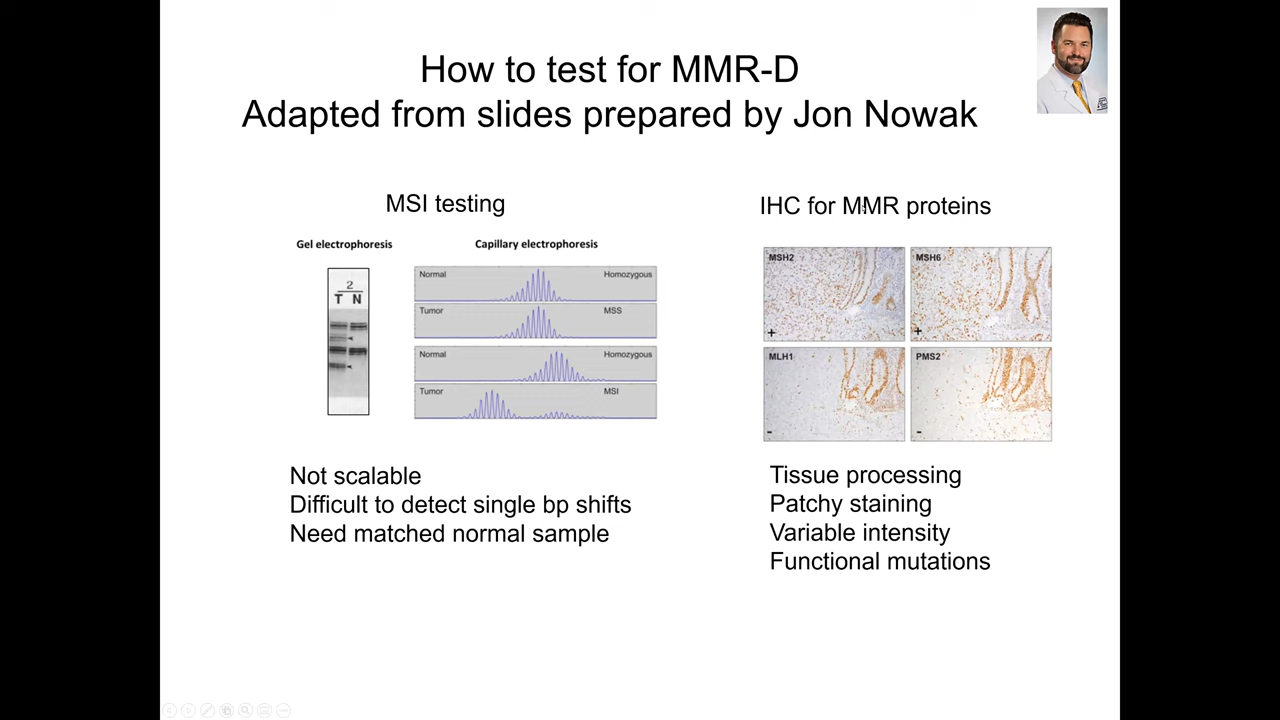 How to test for MMR-D
Adapted from slides prepared by Jon Nowak
MSI testing
Gel electrophoresis
Capillary electrophoresis
2
T N
Normal Homozygous
Tumor MSS
Normal Homozygous
Tumor MSI
Not scalable
Difficult to detect single bp shifts
Need matched normal sample
IHC for MMR proteins
MSH2
+
MSH6
+
MLH1
-
PMS2
-
Tissue processing
Patchy staining
Variable intensity
Functional mutations